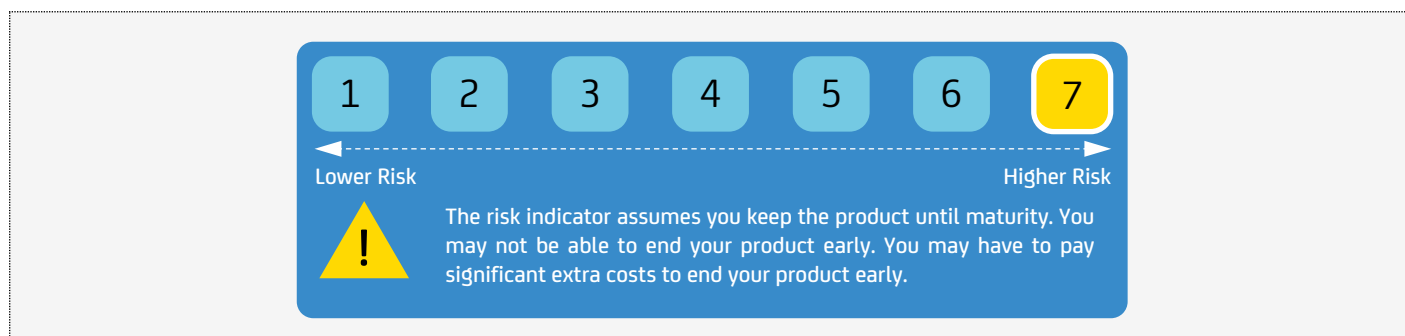 1 2 3 4 5 6 7
Lower Risk Higher Risk
!
The risk indicator assumes you keep the product until maturity. You
may not be able to end your product early. You may have to pay
significant extra costs to end your product early.